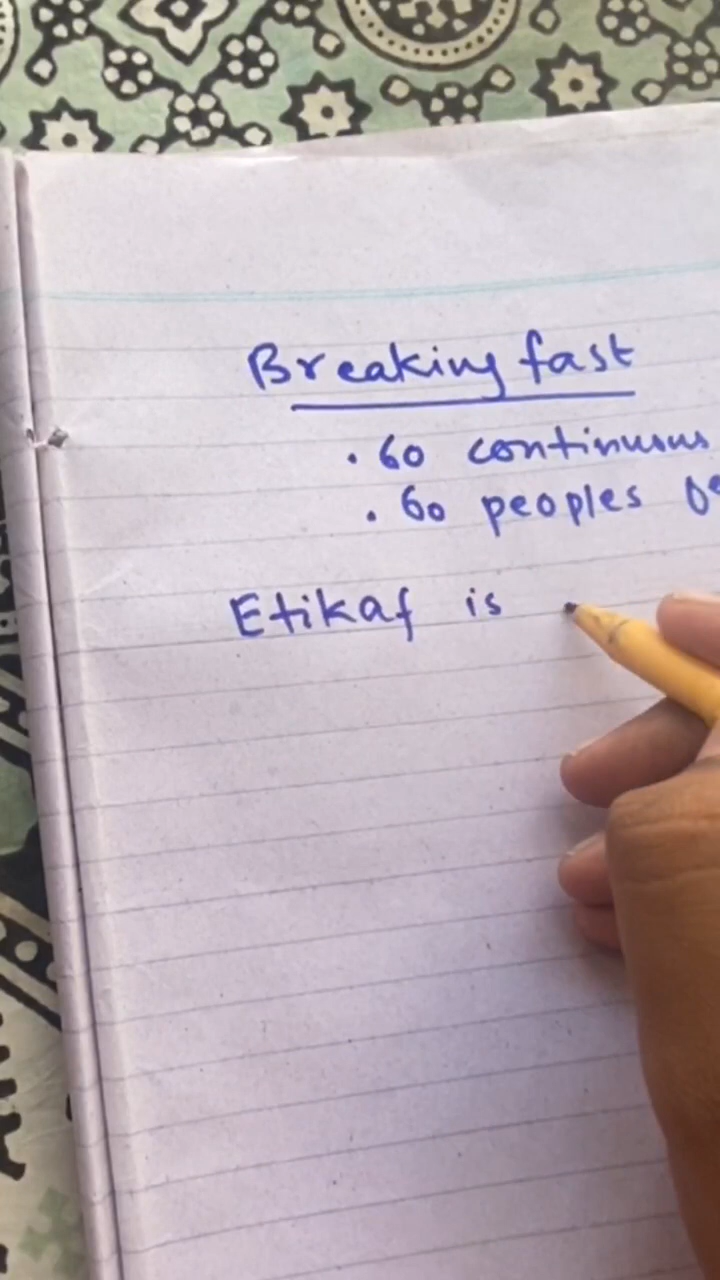 Breaking fast
. 60 continuous
. 60 peoples
Etikaf is